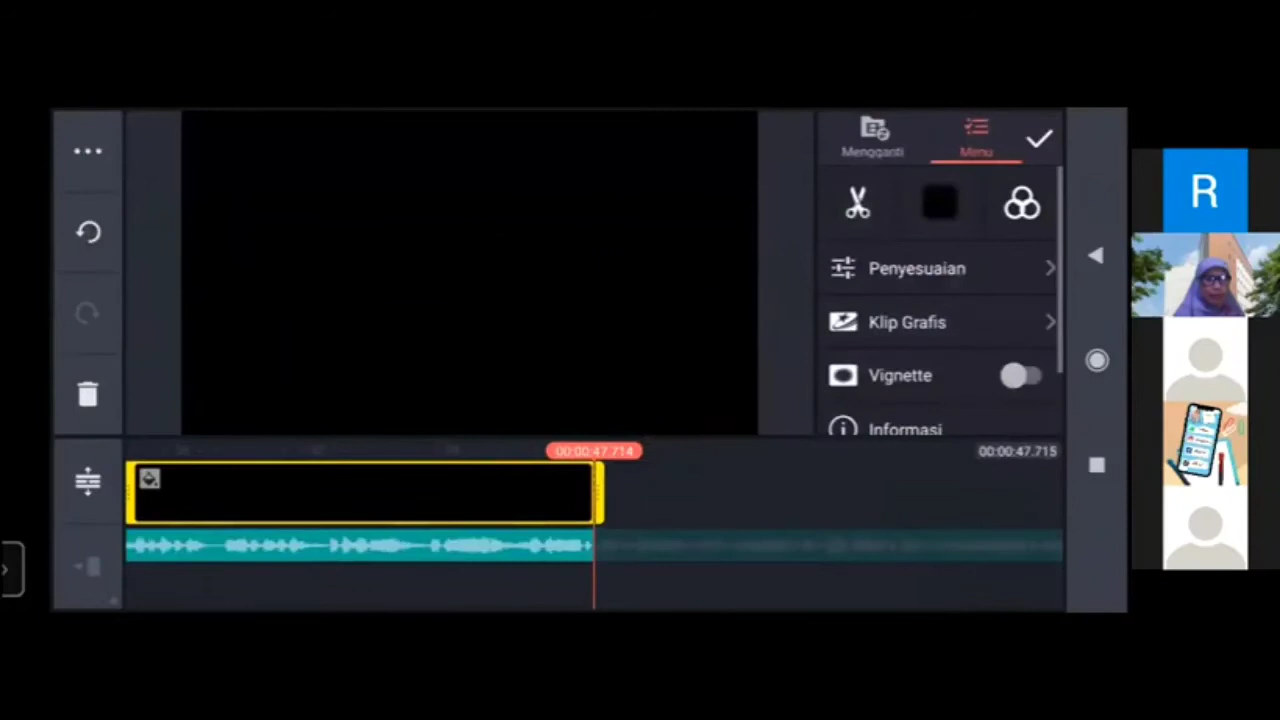 Mengganti
Menu
Penyesuaian
Klip Grafis
Vignette
Informasi
00:00:47.714
00:00:47.715
R